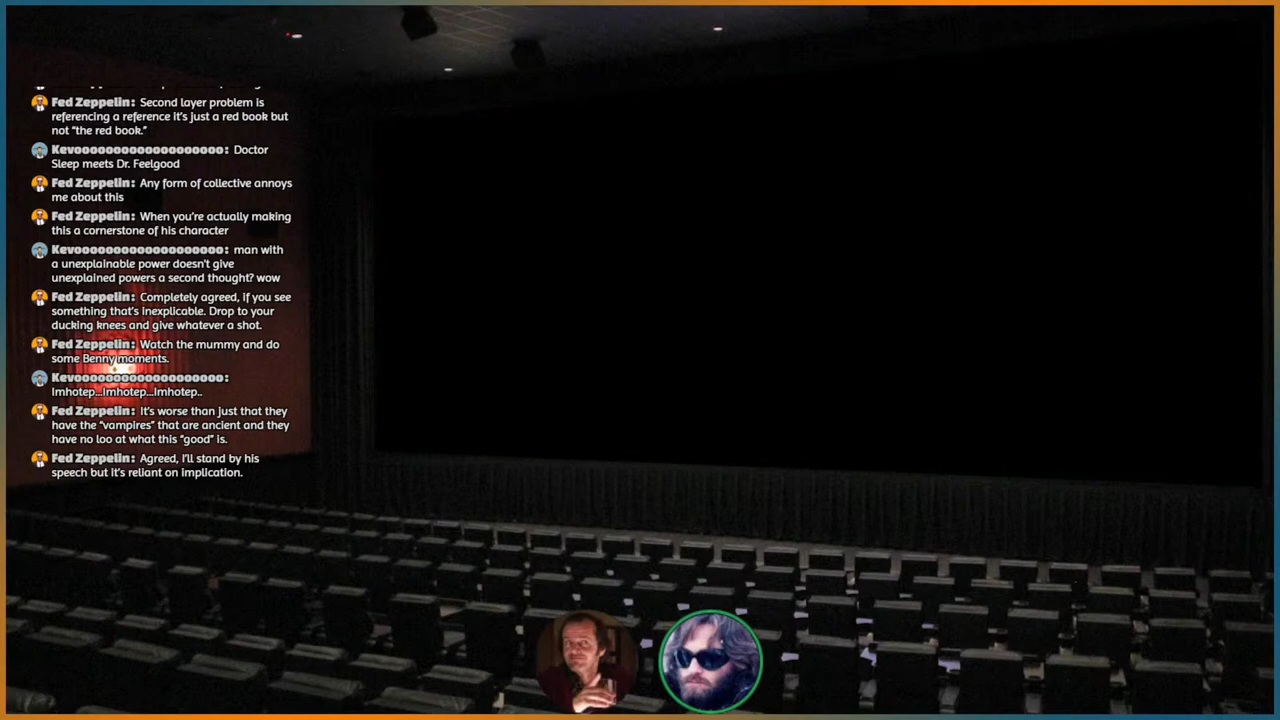 Fed Zeppelin: Second layer problem is
referencing a reference it's just a red book but
not "the red book."
Kevooooooooooooooooooo: Doctor
Sleep meets Dr. Feelgood
Fed Zeppelin: Any form of collective annoys
me about this
Fed Zeppelin: When you're actually making
this a cornerstone of his character
Kevooooooooooooooooooo: man with
a unexplainable power doesn't give
unexplained powers a second thought? wow
Fed Zeppelin: Completely agreed, if you see
something that's inexplicable. Drop to your
ducking knees and give whatever a shot.
Fed Zeppelin: Watch the mummy and do
some Benny moments.
Kevooooooooooooooooooo:
Imhotep...Imhotep...Imhotep..
Fed Zeppelin: It's worse than just that they
have the "vampires" that are ancient and they
have no loo at what this "good" is.
Fed Zeppelin: Agreed, I'll stand by his
speech but it's reliant on implication.